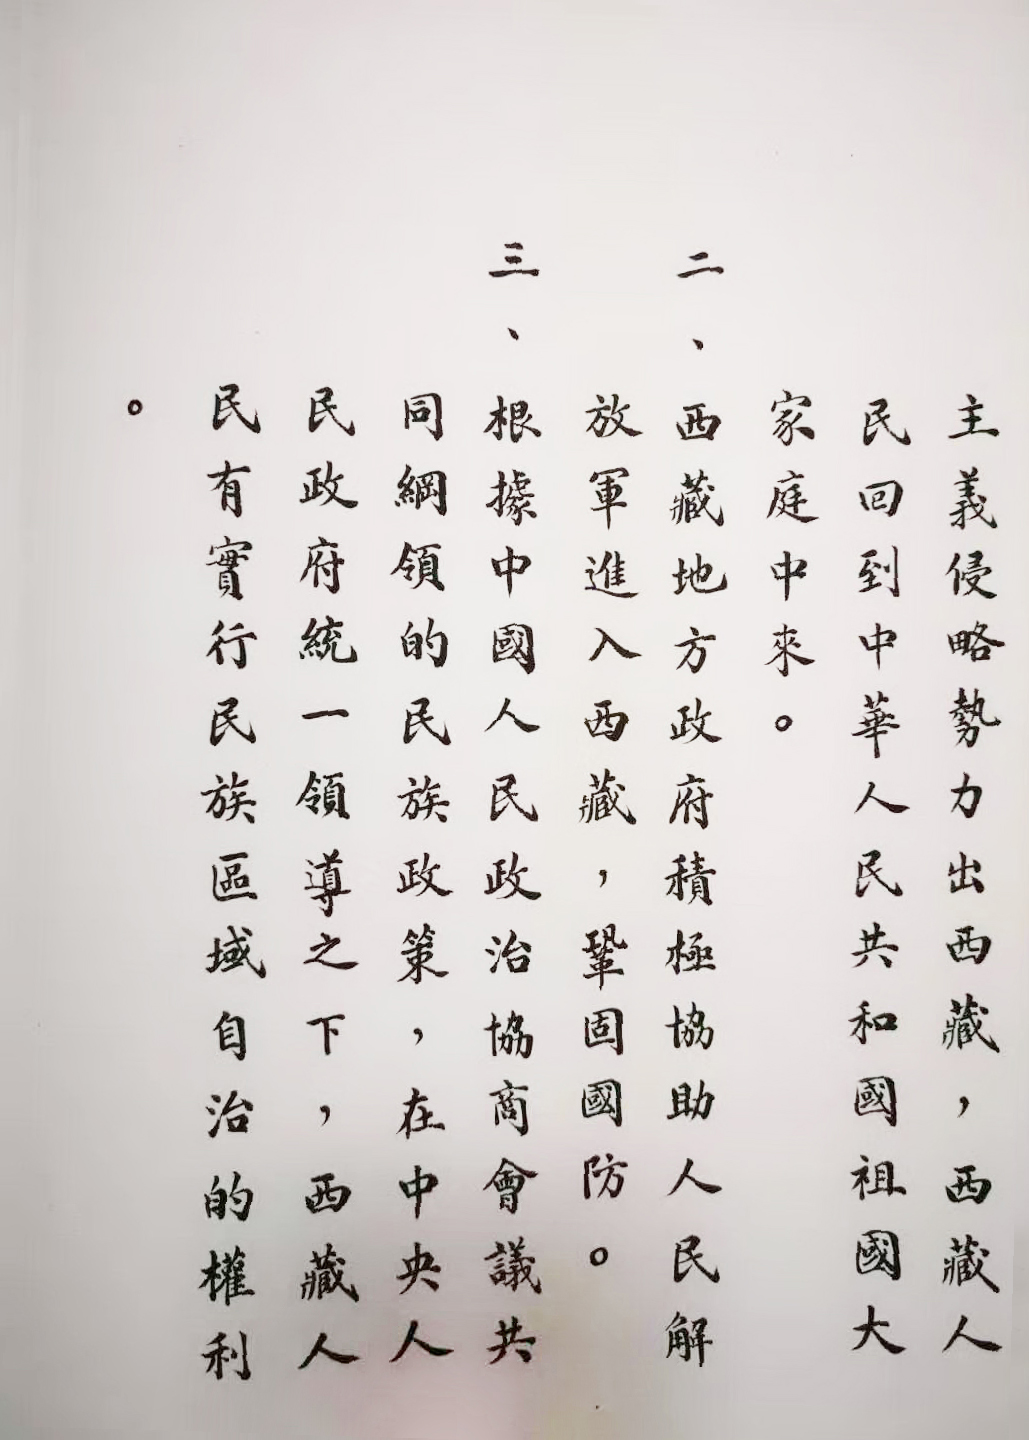 主義侵略勢力出西藏，西藏人
民回到中華人民共和國祖國大
家庭中來。
二、西藏地方政府積極協助人民解
放軍進入西藏，鞏固國防。
三、根據中國人民政治協商會議共
同綱領的民族政策，在中央人
民政府統一領導之下，西藏人
民有實行民族區域自治的權利
。